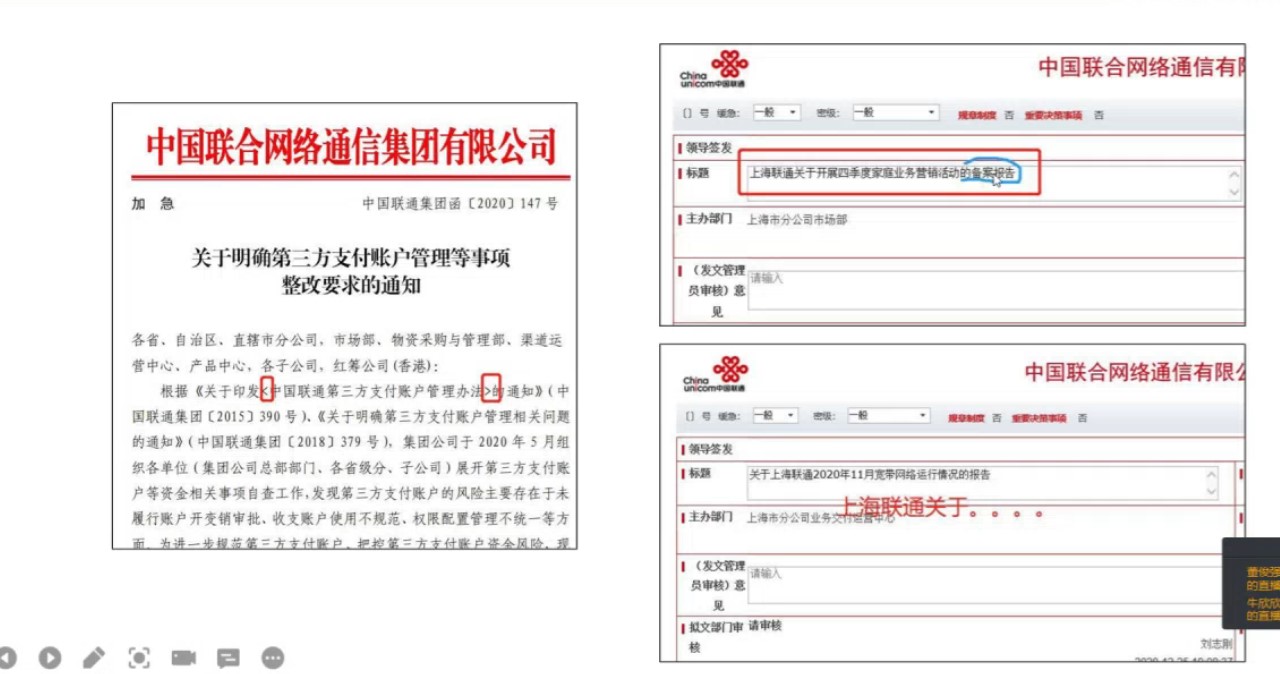 中国联合网络通信集团有限公司
加 急 中国联通集团函〔2020〕147 号
关于明确第三方支付账户管理等事项
整改要求的通知
各省、自治区、直辖市分公司，市场部、物资采购与管理部、渠道运
营中心、产品中心，各子公司，红筹公司(香港)：
根据《关于印发<中国联通第三方支付账户管理办法>的通知》（中
国联通集团〔2015〕390 号）、《关于明确第三方支付账户管理相关问题
的通知》（中国联通集团〔2018〕379 号），集团公司于 2020 年 5 月组
织各单位（集团公司总部部门、各省级分、子公司）展开第三方支付账
户等资金相关事项自查工作，发现第三方支付账户的风险主要存在于未
履行账户开变销审批、收支账户使用不规范、权限配置管理不统一等方
面。为进一步规范第三方支付账户，把控第三方支付账户资金风险，现
China
unicom中国联通
中国联合网络通信有限
〔〕 号 缓急: 一般 密级: 一般 规章制度 否 重要决策事项 否
领导签发
标题 上海联通关于开展四季度家庭业务营销活动的备案报告
主办部门 上海市分公司市场部
（发文管理
员审核）意
见
请输入
China
unicom中国联通
中国联合网络通信有限公
〔〕 号 缓急: 一般 密级: 一般 规章制度 否 重要决策事项 否
领导签发
标题 关于上海联通2020年11月宽带网络运行情况的报告
上海联通关于。。。。
主办部门 上海市分公司业务交付运营中心
（发文管理
员审核）意
见
请输入
拟文部门审
核
请审核
刘志刚
董俊强
的直播
牛欣欣
的直播